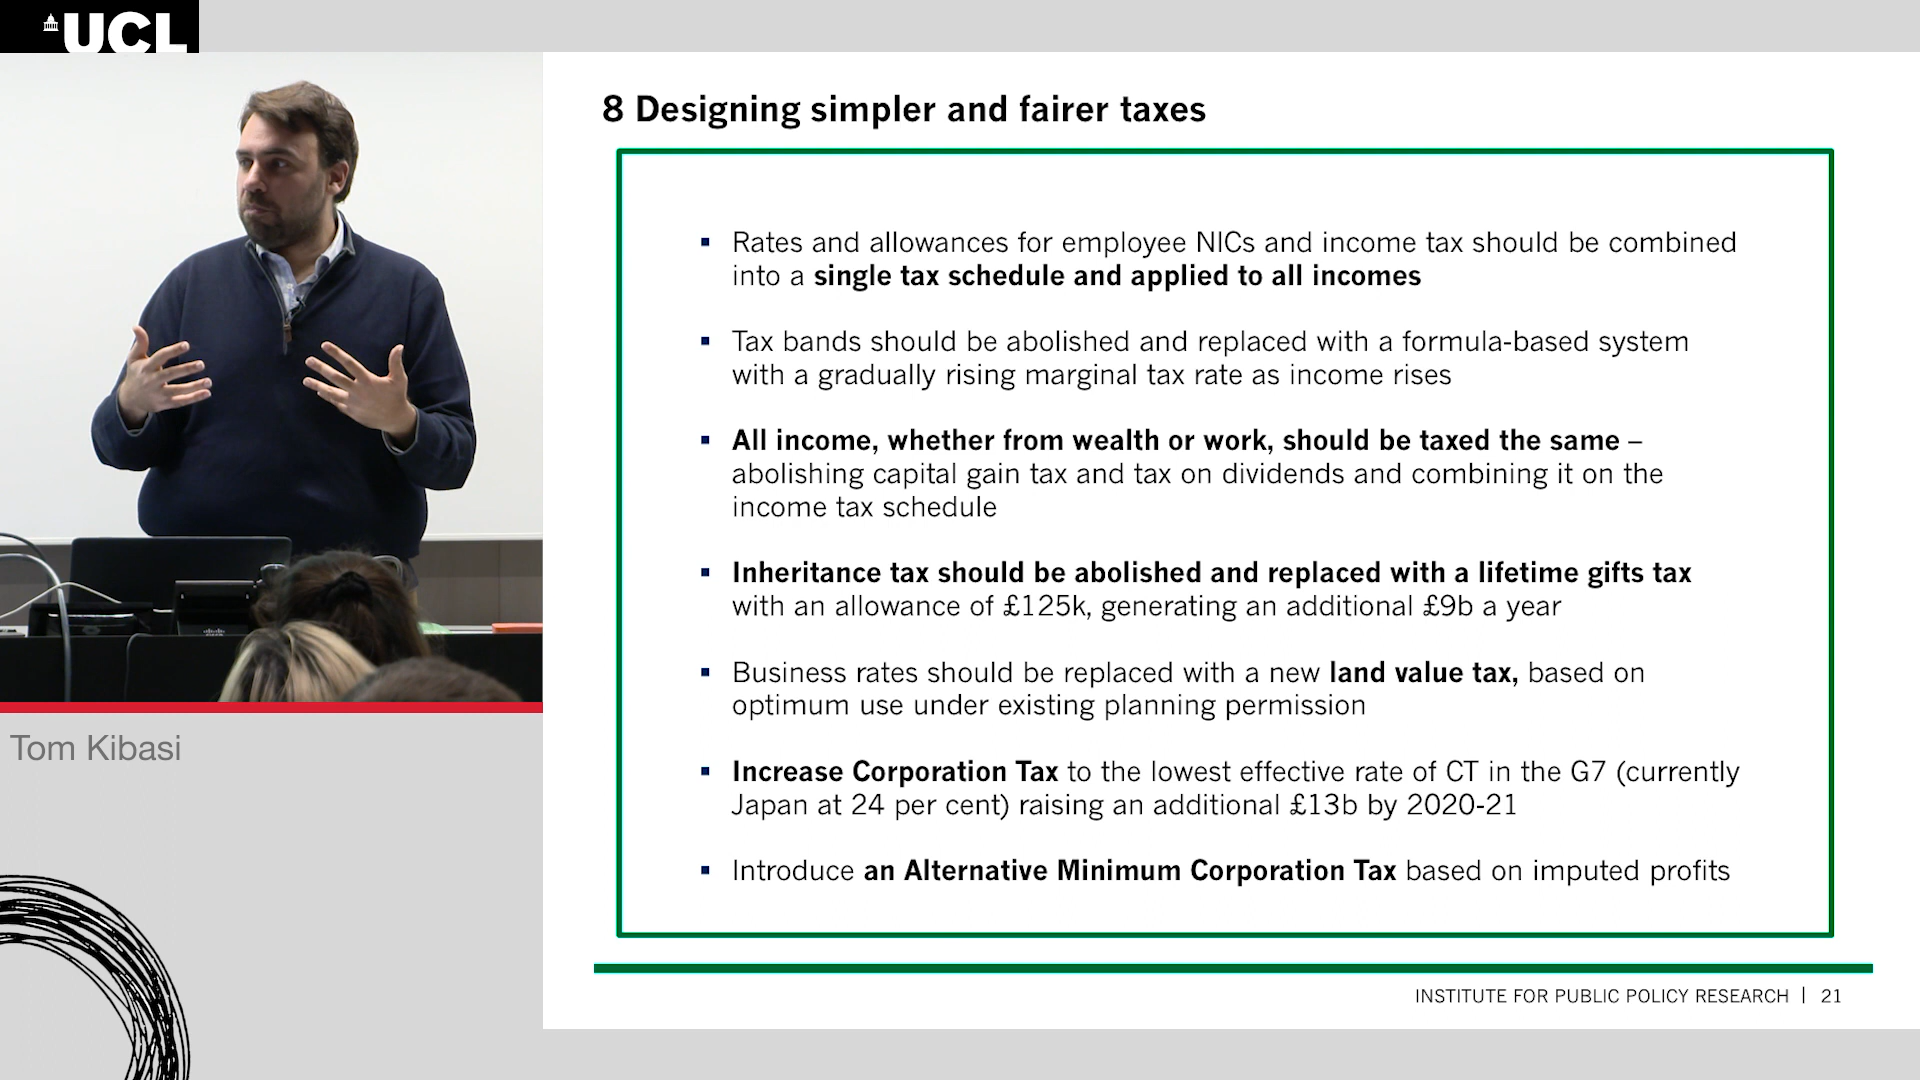 UCL
8 Designing simpler and fairer taxes
▪ Rates and allowances for employee NICs and income tax should be combined
into a single tax schedule and applied to all incomes
▪ Tax bands should be abolished and replaced with a formula-based system
with a gradually rising marginal tax rate as income rises
▪ All income, whether from wealth or work, should be taxed the same –
abolishing capital gain tax and tax on dividends and combining it on the
income tax schedule
▪ Inheritance tax should be abolished and replaced with a lifetime gifts tax
with an allowance of £125k, generating an additional £9b a year
▪ Business rates should be replaced with a new land value tax, based on
optimum use under existing planning permission
▪ Increase Corporation Tax to the lowest effective rate of CT in the G7 (currently
Japan at 24 per cent) raising an additional £13b by 2020-21
▪ Introduce an Alternative Minimum Corporation Tax based on imputed profits
INSTITUTE FOR PUBLIC POLICY RESEARCH | 21
Tom Kibasi